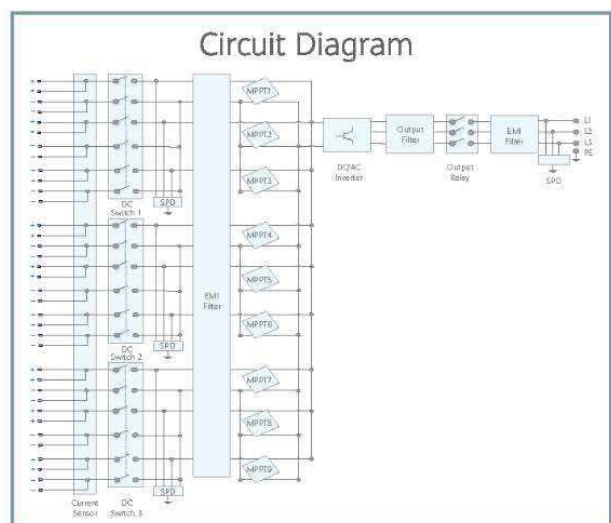 Circuit Diagram
MPPT1
MPPT2
MPPT3
DC
Switch 1
SPD
MPPT4
MPPT5
MPPT6
EMI
Filter
DC
Switch 2
SPD
MPPT7
MPPT8
MPPT9
Current
Sensor
DC
Switch 3
SPD
DC/AC
Inverter
Output
Filter
Output
Relay
EMI
Filter
SPD
L1
L2
L3
PE